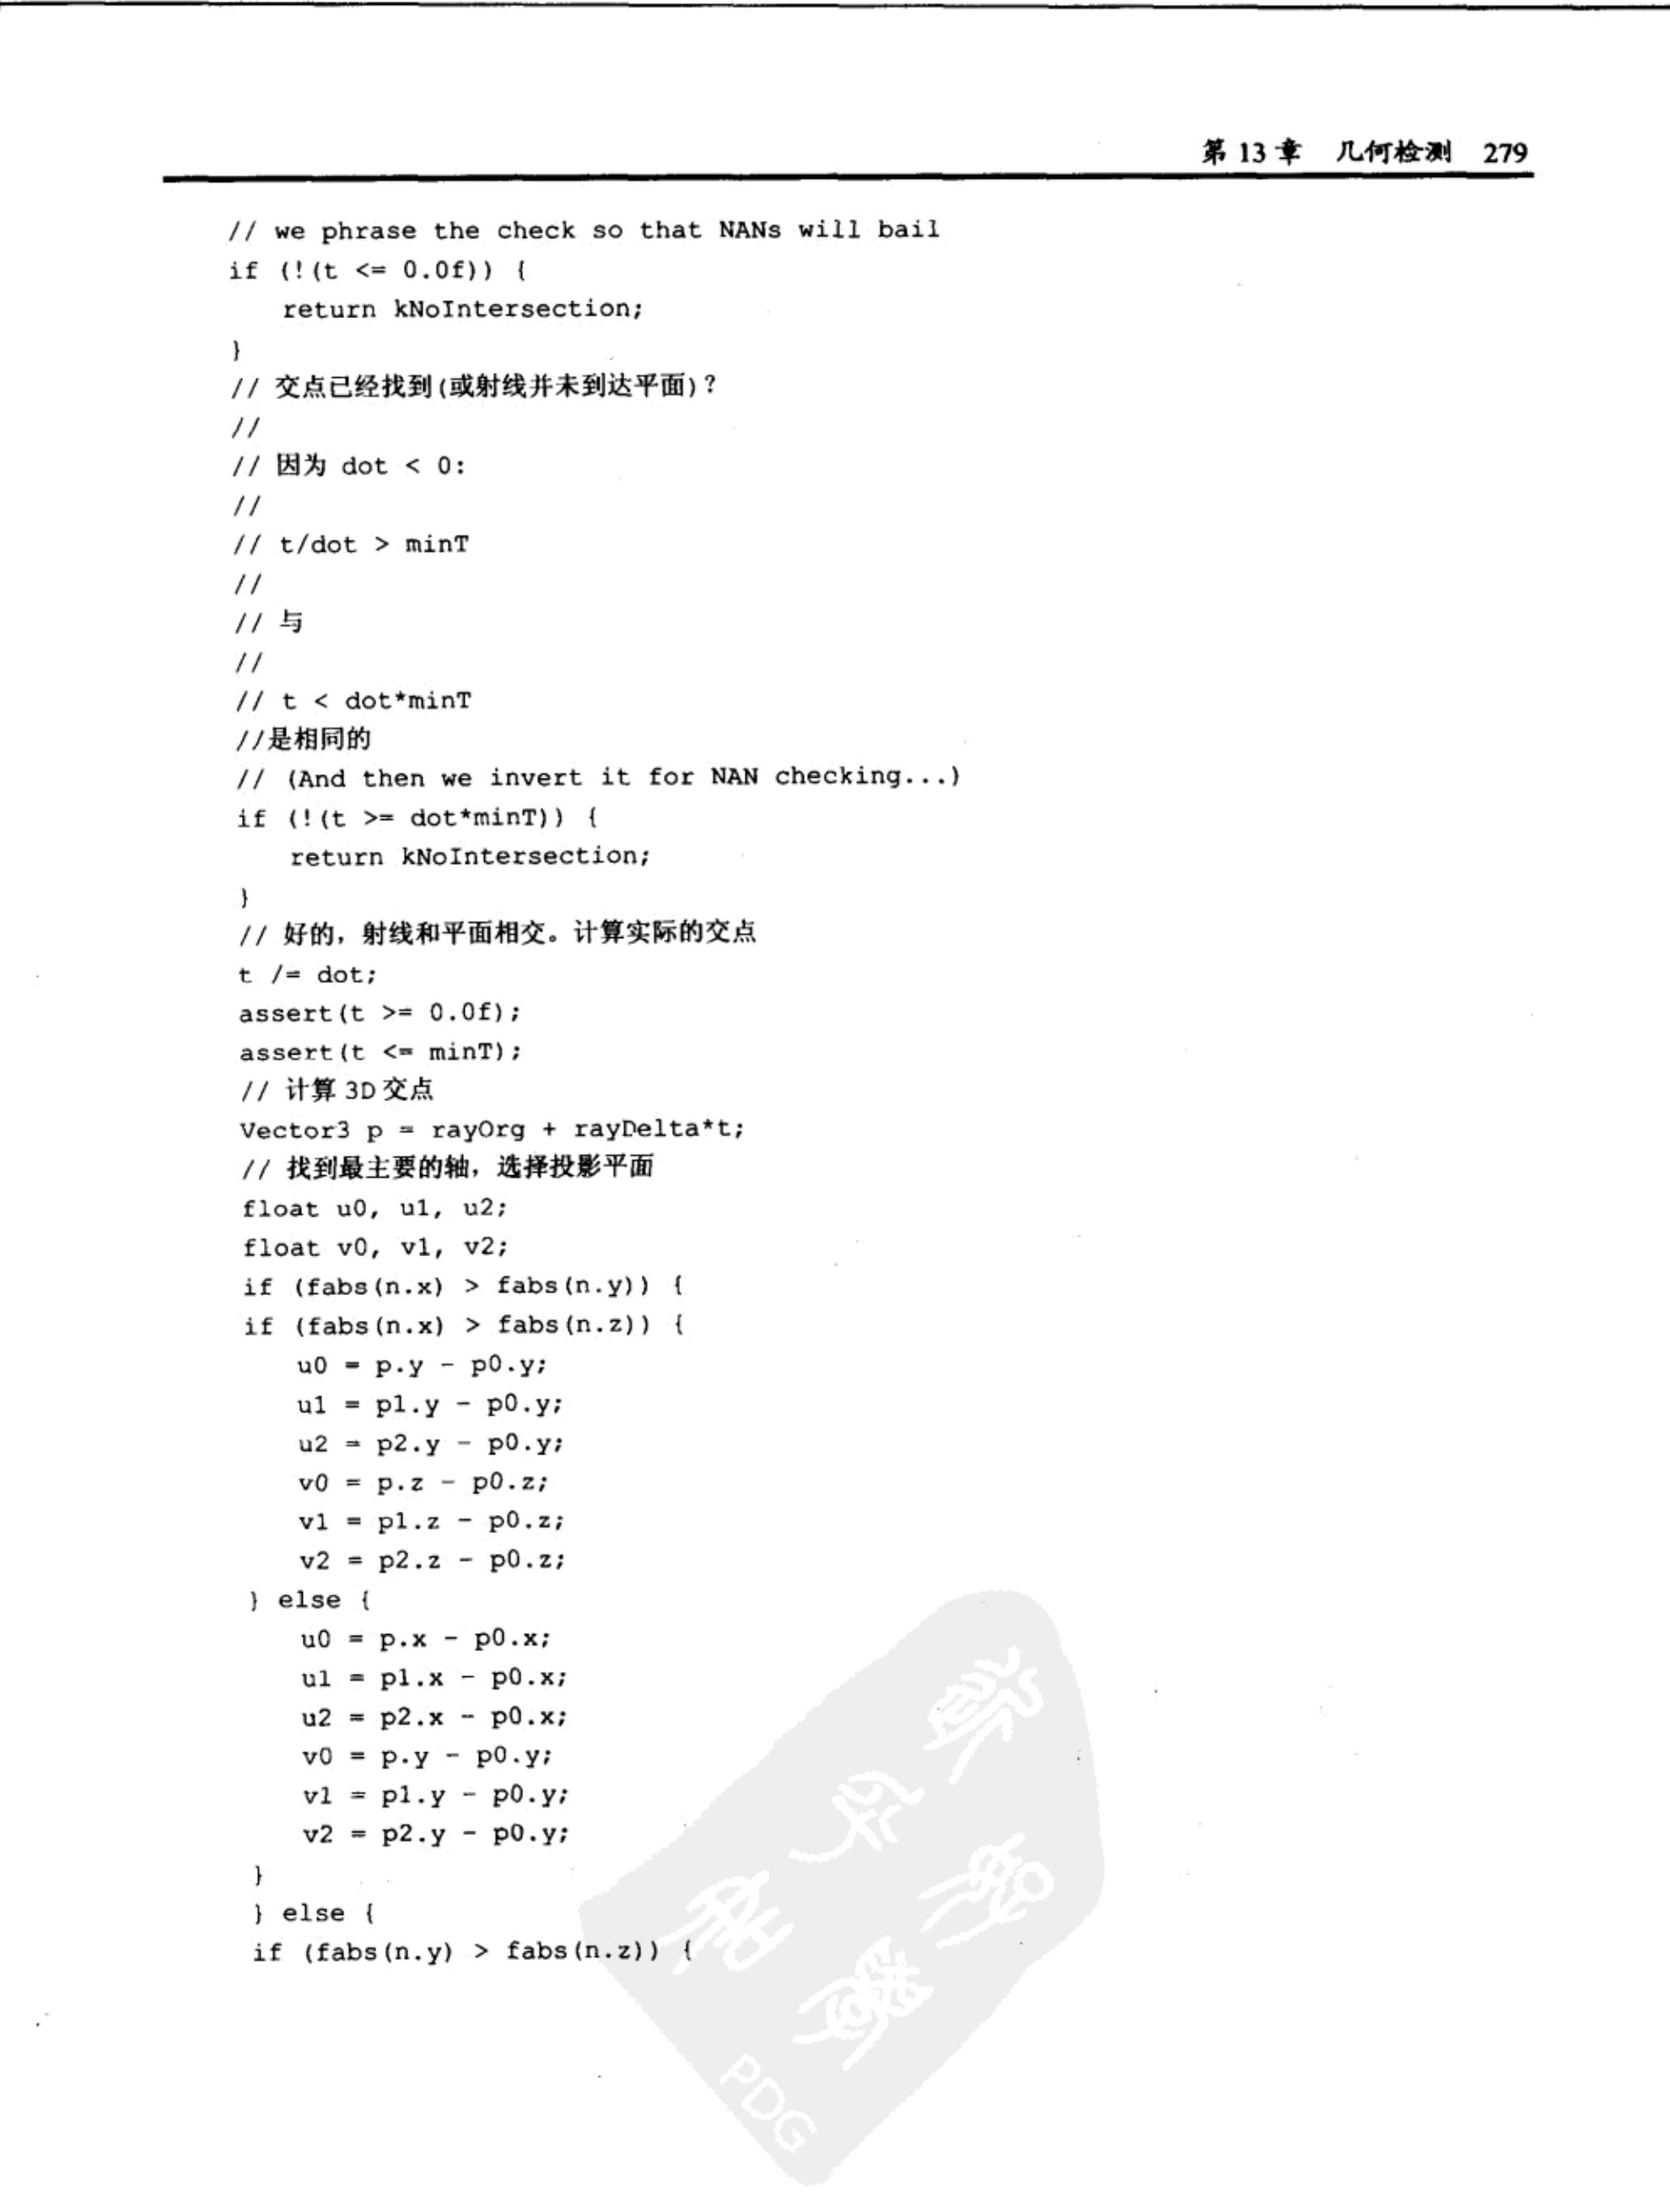 第 13 章 几何检测 279
// we phrase the check so that NANs will bail
if (!(t <= 0.0f)) {
return kNoIntersection;
}
// 交点已经找到(或射线并未到达平面)?
//
// 因为 dot < 0:
//
// t/dot > minT
//
// 与
//
// t < dot*minT
//是相同的
// (And then we invert it for NAN checking...)
if (!(t >= dot*minT)) {
return kNoIntersection;
}
// 好的，射线和平面相交。计算实际的交点
t /= dot;
assert(t >= 0.0f);
assert(t <= minT);
// 计算 3D 交点
Vector3 p = rayOrg + rayDelta*t;
// 找到最主要的轴，选择投影平面
float u0, u1, u2;
float v0, v1, v2;
if (fabs(n.x) > fabs(n.y)) {
if (fabs(n.x) > fabs(n.z)) {
u0 = p.y - p0.y;
u1 = p1.y - p0.y;
u2 = p2.y - p0.y;
v0 = p.z - p0.z;
v1 = p1.z - p0.z;
v2 = p2.z - p0.z;
} else {
u0 = p.x - p0.x;
u1 = p1.x - p0.x;
u2 = p2.x - p0.x;
v0 = p.y - p0.y;
v1 = p1.y - p0.y;
v2 = p2.y - p0.y;
}
} else {
if (fabs(n.y) > fabs(n.z)) {
PDG